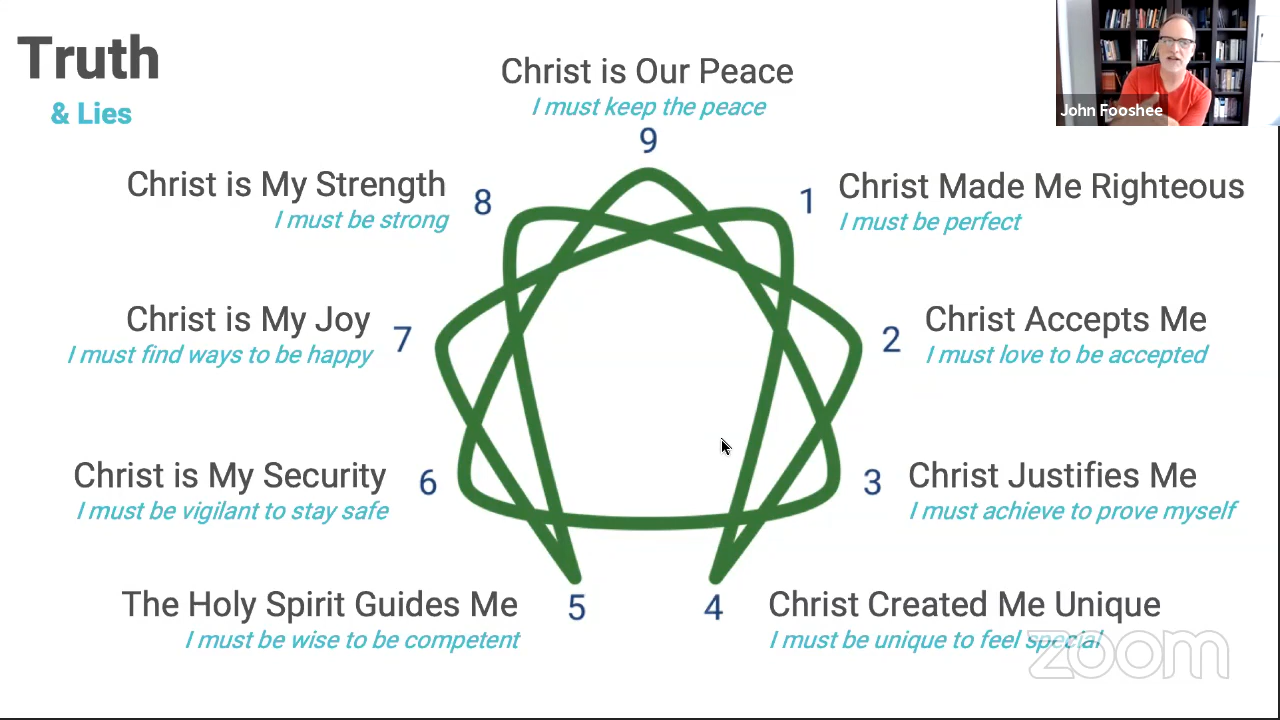 Truth
& Lies
John Fooshee
Christ is Our Peace
I must keep the peace
9
Christ is My Strength
I must be strong
8
1
Christ Made Me Righteous
I must be perfect
Christ is My Joy
I must find ways to be happy
7
2
Christ Accepts Me
I must love to be accepted
Christ is My Security
I must be vigilant to stay safe
6
3
Christ Justifies Me
I must achieve to prove myself
The Holy Spirit Guides Me
I must be wise to be competent
5
4
Christ Created Me Unique
I must be unique to feel special
zoom